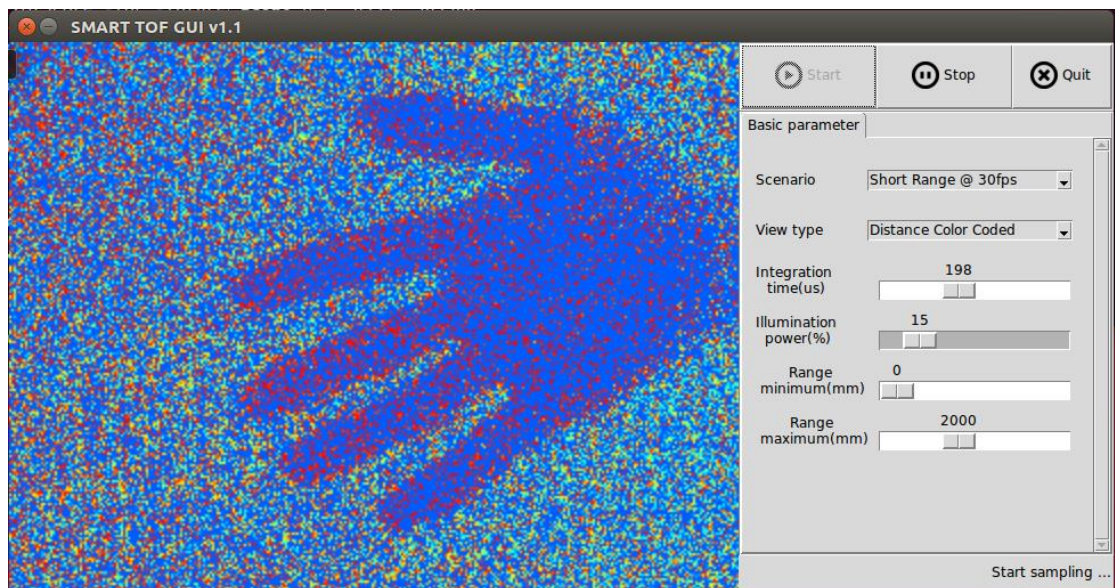 SMART TOF GUI v1.1
Start Stop Quit
Basic parameter
Scenario Short Range @ 30fps
View type Distance Color Coded
Integration
time(us)
198
Illumination
power(%)
15
Range
minimum(mm)
0
Range
maximum(mm)
2000
Start sampling ...